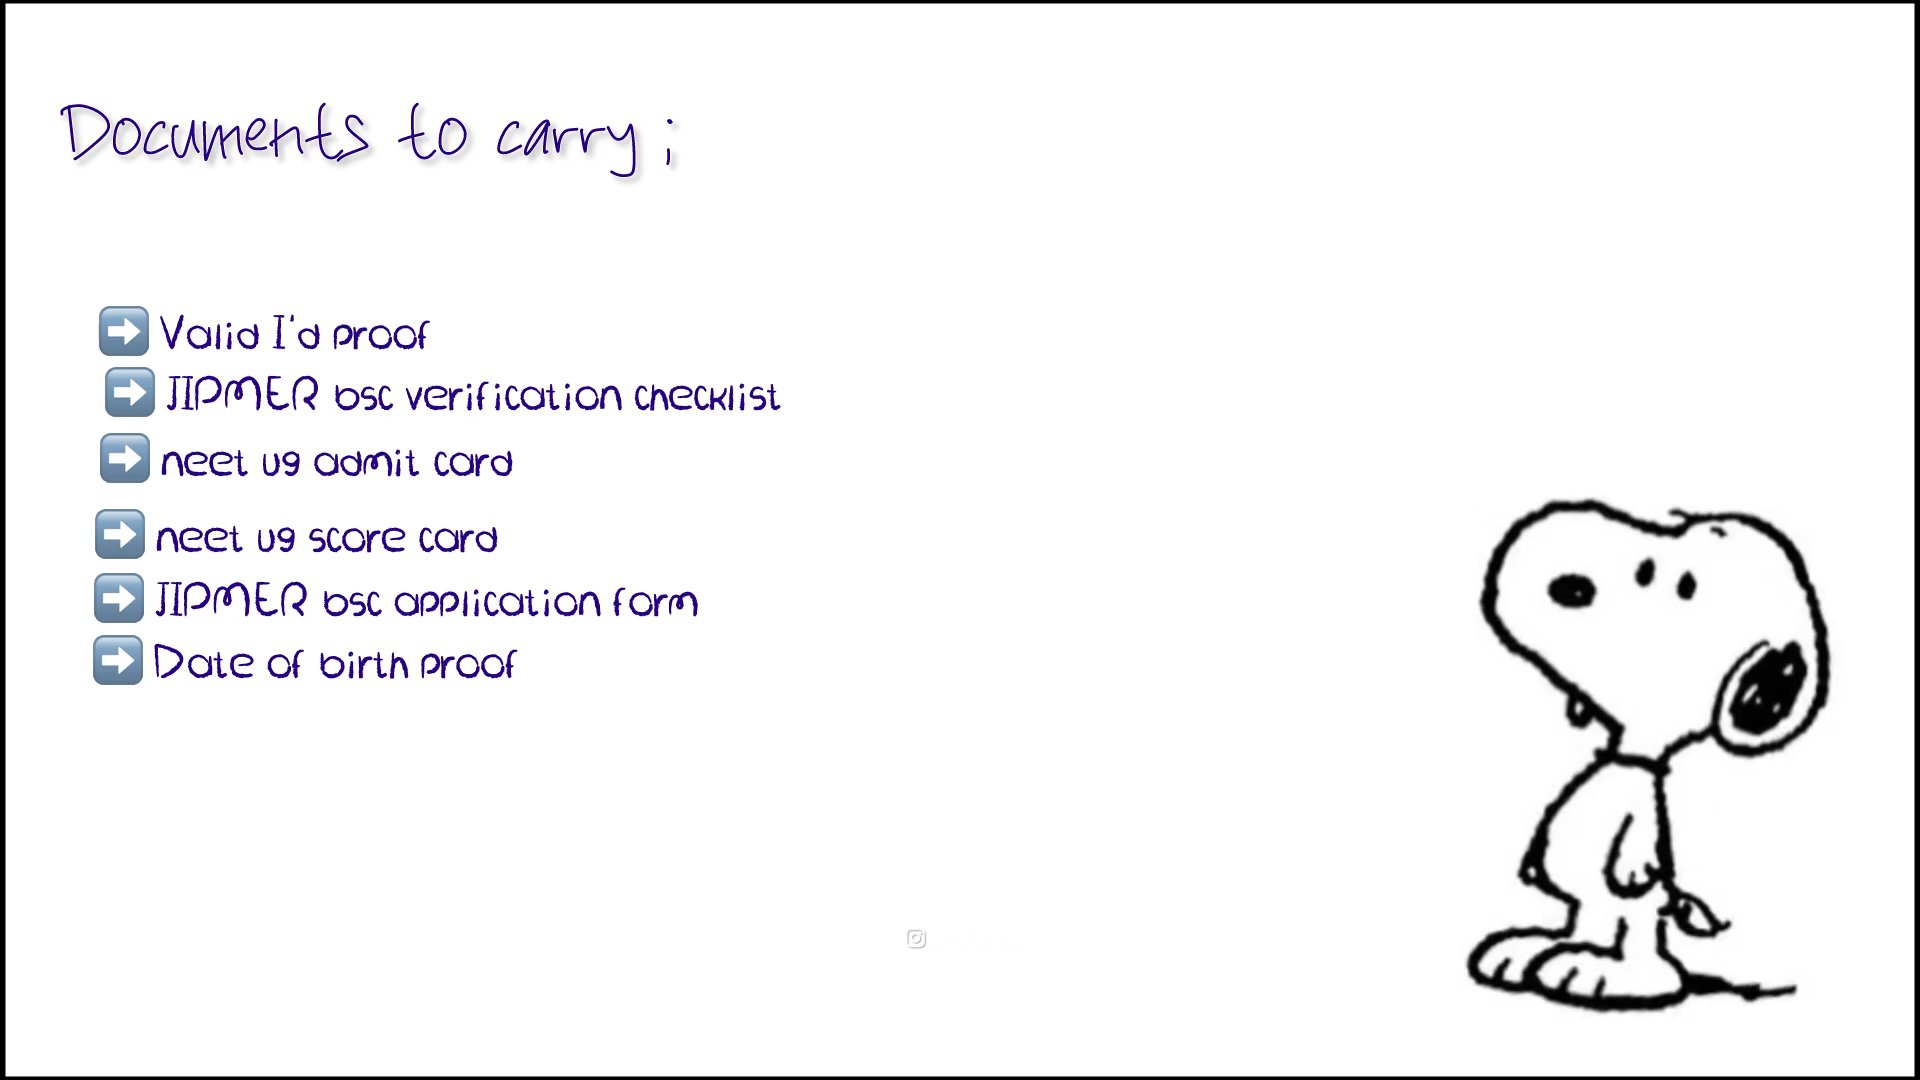 Documents to carry ;
➡️ Valid I'd proof
➡️ JIPMER bsc verification checklist
➡️ neet ug admit card
➡️ neet ug score card
➡️ JIPMER bsc application form
➡️ Date of birth proof